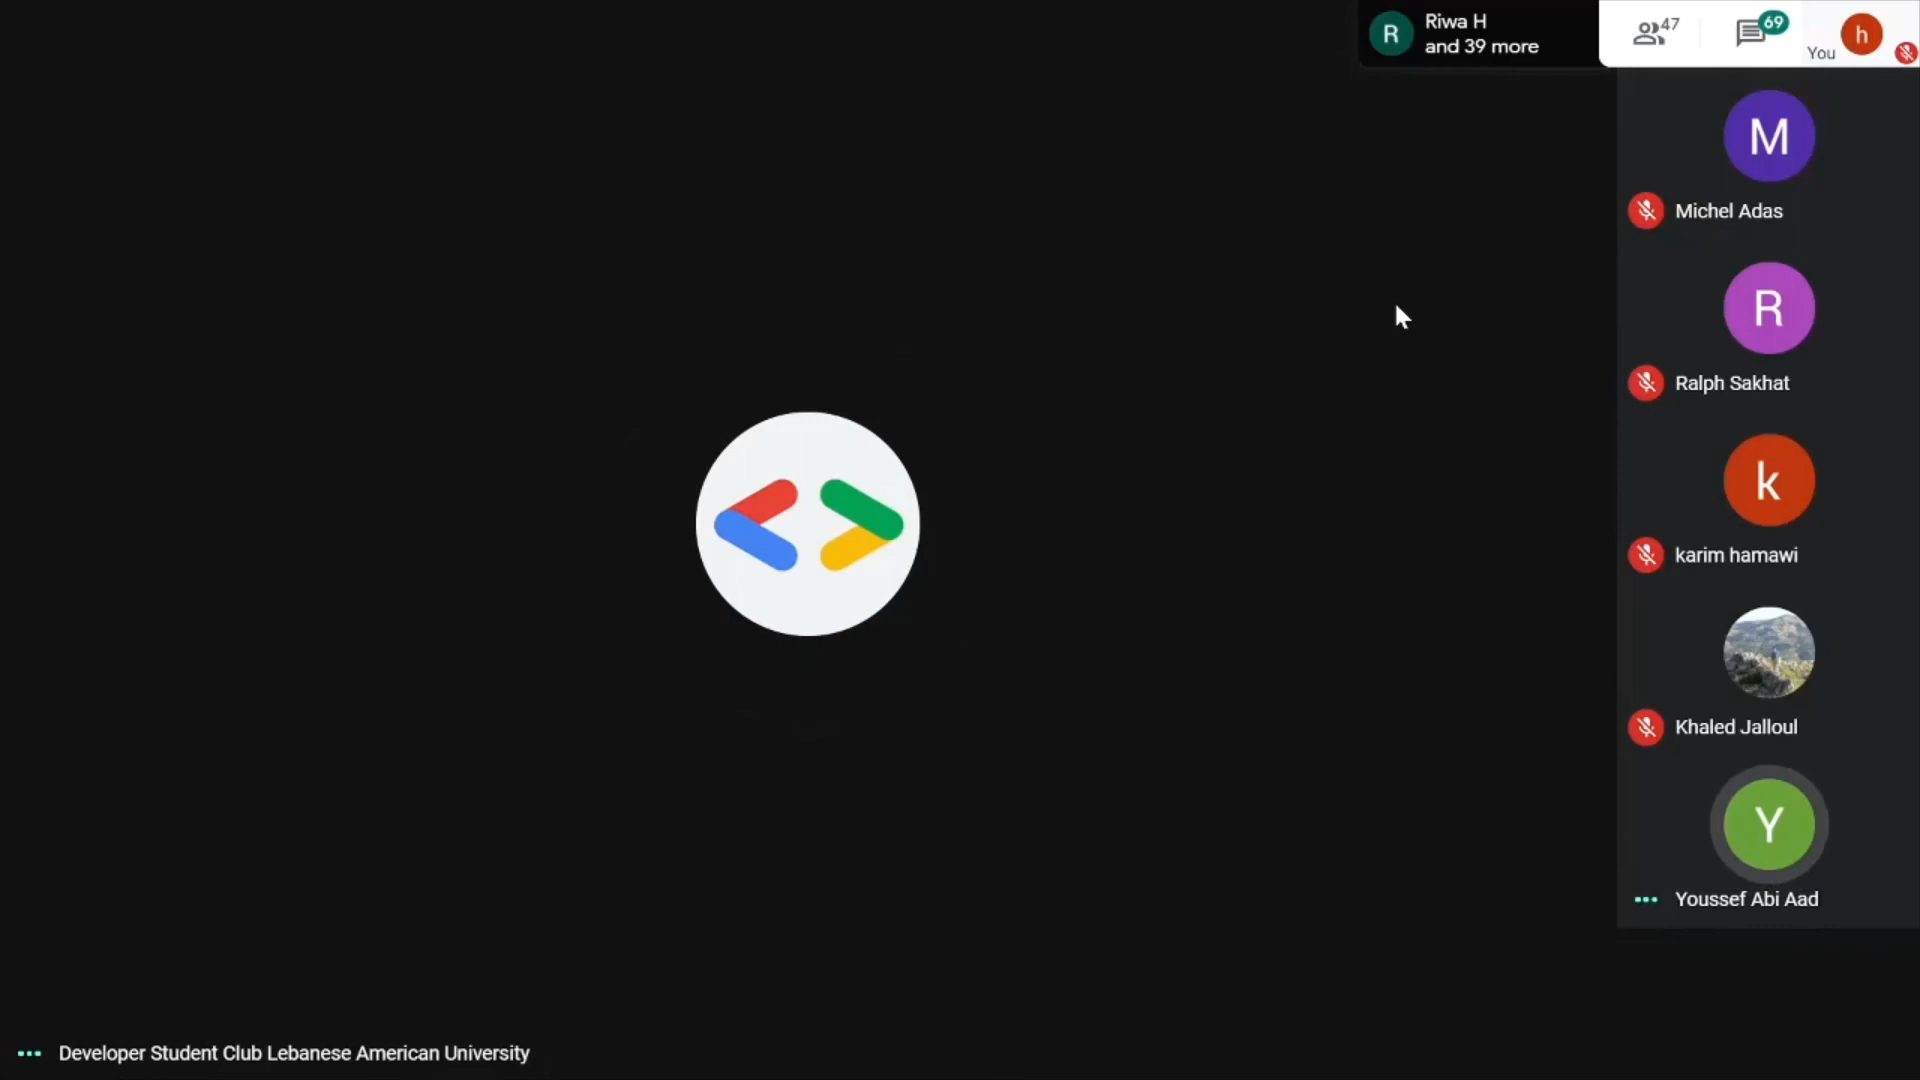 R
Riwa H
and 39 more
47
69
You
h
M
Michel Adas
R
Ralph Sakhat
k
karim hamawi
Khaled Jalloul
Y
Youssef Abi Aad
Developer Student Club Lebanese American University